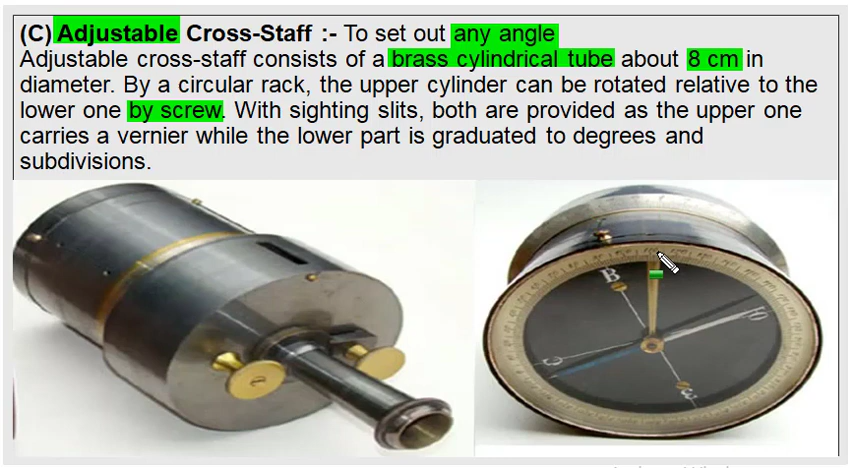 (C) Adjustable Cross-Staff :- To set out any angle
Adjustable cross-staff consists of a brass cylindrical tube about 8 cm in
diameter. By a circular rack, the upper cylinder can be rotated relative to the
lower one by screw. With sighting slits, both are provided as the upper one
carries a vernier while the lower part is graduated to degrees and
subdivisions.